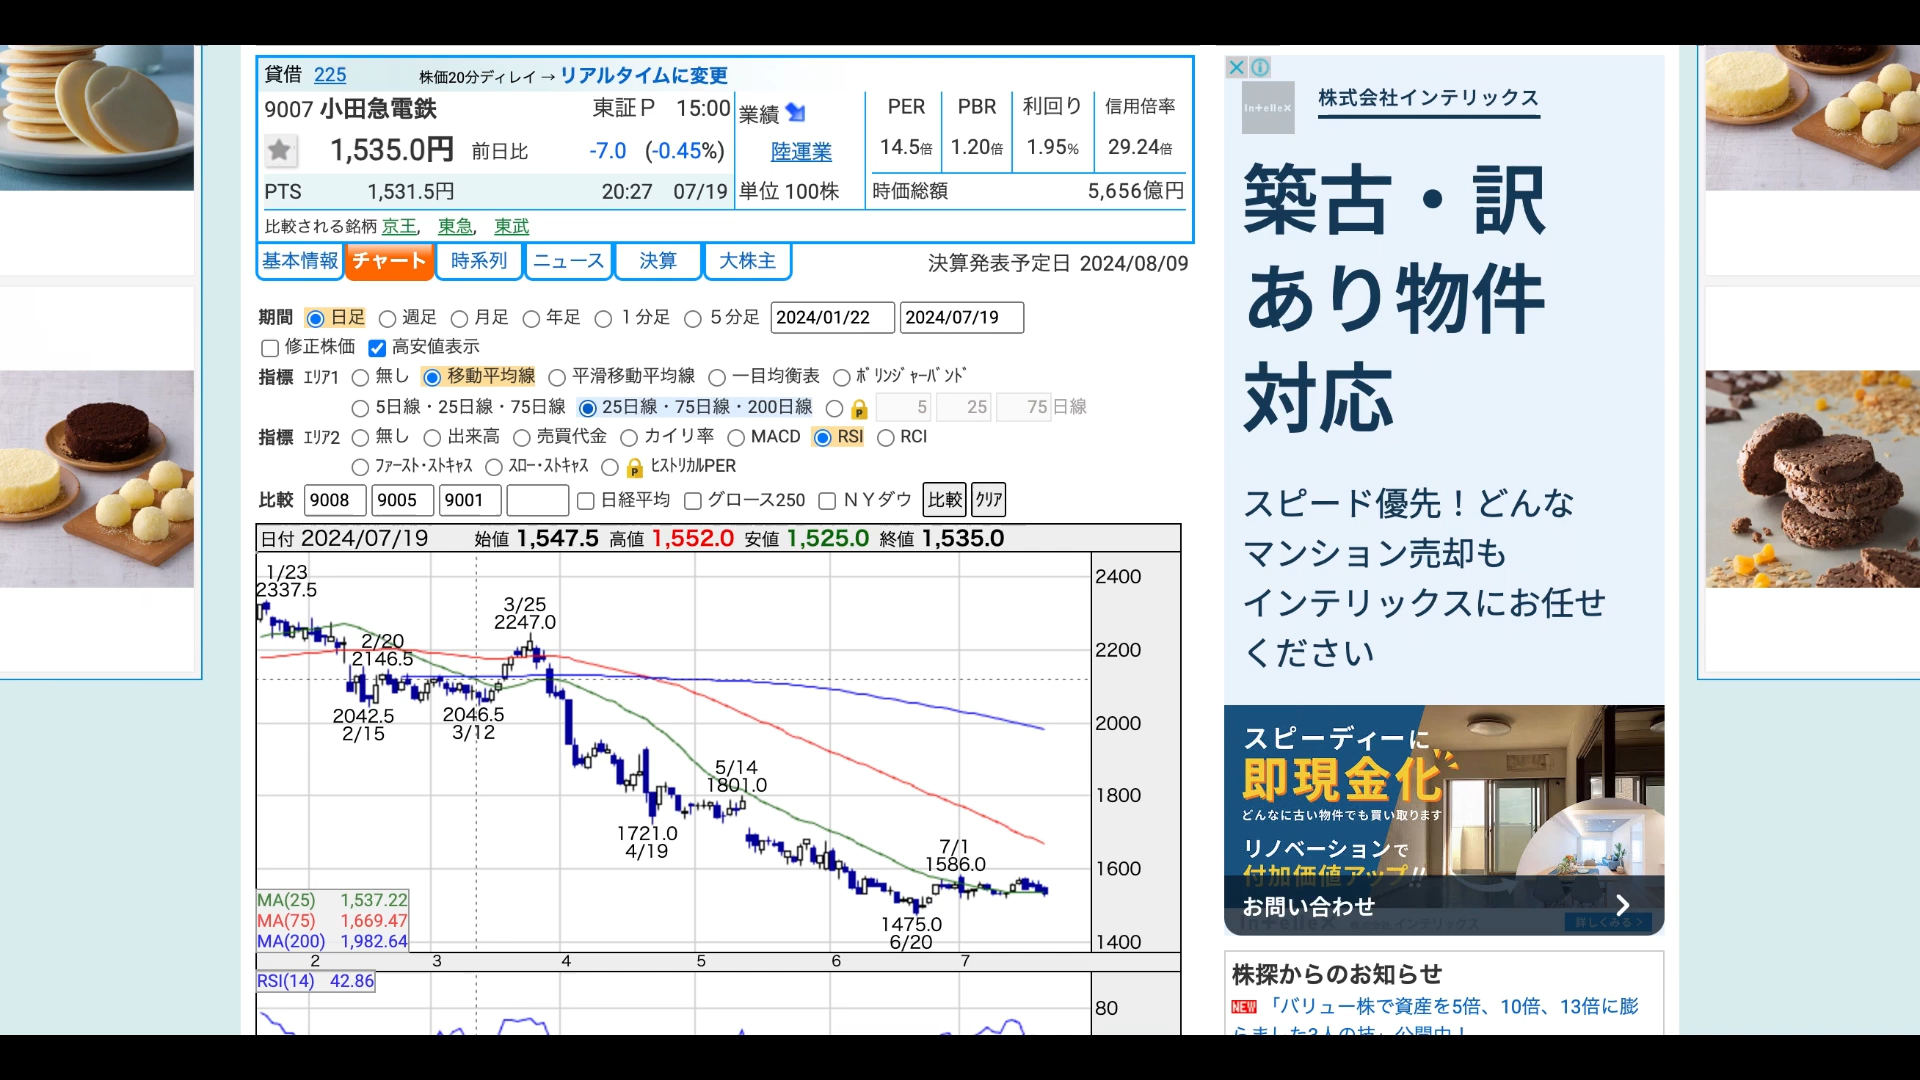 貸借 225 株価20分ディレイ → リアルタイムに変更
9007 小田急電鉄 東証P 15:00
1,535.0円 前日比 -7.0 (-0.45%)
PTS 1,531.5円 20:27 07/19
業績
陸運業
単位 100株
PER PBR 利回り 信用倍率
14.5倍 1.20倍 1.95% 29.24倍
時価総額 5,656億円
比較される銘柄 京王, 東急, 東武
基本情報 チャート 時系列 ニュース 決算 大株主
決算発表予定日 2024/08/09
期間 日足 週足 月足 年足 1分足 5分足 2024/01/22 2024/07/19
修正株価 高安値表示
指標 エリア1 無し 移動平均線 平滑移動平均線 一目均衡表 ボリンジャーバンド
5日線・25日線・75日線 25日線・75日線・200日線 P 5 25 75 日線
指標 エリア2 無し 出来高 売買代金 カイリ率 MACD RSI RCI
ファースト・ストキャス スロー・ストキャス P ヒストリカルPER
比較 9008 9005 9001 日経平均 グロース250 NYダウ 比較 クリア
日付 2024/07/19 始値 1,547.5 高値 1,552.0 安値 1,525.0 終値 1,535.0
1/23
2337.5
2/20
2146.5
2042.5
2/15
2046.5
3/12
3/25
2247.0
1721.0
4/19
5/14
1801.0
1475.0
6/20
7/1
1586.0
2400
2200
2000
1800
1600
1400
MA(25) 1,537.22
MA(75) 1,669.47
MA(200) 1,982.64
2 3 4 5 6 7
RSI(14) 42.86
80
In+elleX
株式会社インテリックス
築古・訳
あり物件
対応
スピード優先！どんな
マンション売却も
インテリックスにお任せ
ください
スピーディーに
即現金化
どんなに古い物件でも買い取ります
リノベーションで
付加価値アップ!!
お問い合わせ
詳しくみる >
株探からのお知らせ
NEW 「バリュー株で資産を5倍、10倍、13倍に膨
らました3人の技」公開中！